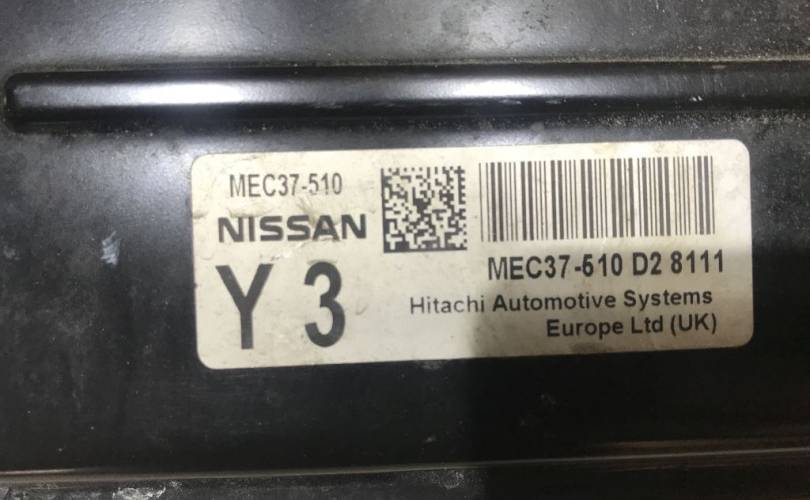 MEC37-510
NISSAN
Y 3
MEC37-510 D2 8111
Hitachi Automotive Systems
Europe Ltd (UK)